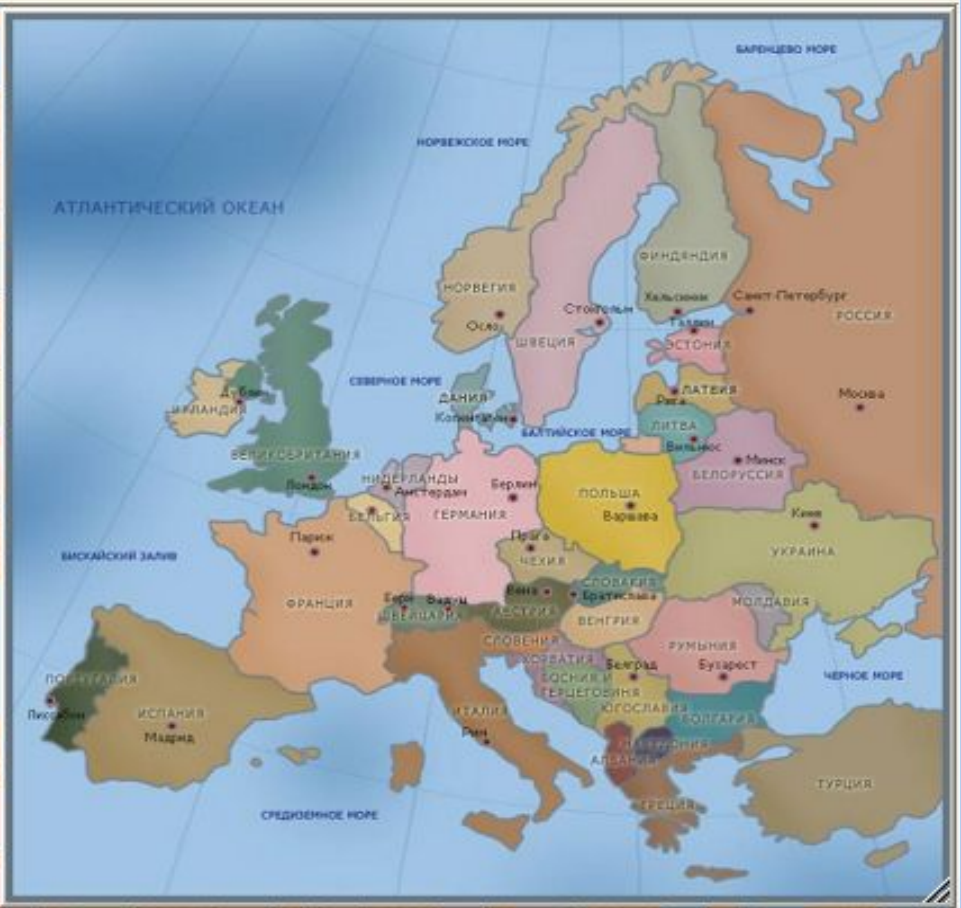 БАРЕНЦЕВО МОРЕ
НОРВЕЖСКОЕ МОРЕ
АТЛАНТИЧЕСКИЙ ОКЕАН
ФИНДЯНДИЯ
НОРВЕГИЯ
Хельсинки
Санкт-Петербург
Стокгольм
РОССИЯ
Осло
Таллин
ШВЕЦИЯ
ЭСТОНИЯ
СЕВЕРНОЕ МОРЕ
Дублин
ЛАТВИЯ
Москва
ДАНИЯ
Рига
ИРЛАНДИЯ
Копенгаген
ЛИТВА
БАЛТИЙСКОЕ МОРЕ
Вильнюс
ВЕЛИКОБРИТАНИЯ
Минск
БЕЛОРУССИЯ
НИДЕРЛАНДЫ
Лондон
Амстердам
Берлин
ПОЛЬША
БЕЛЬГИЯ
ГЕРМАНИЯ
Варшава
Киев
Париж
Прага
БИСКАЙСКИЙ ЗАЛИВ
УКРАИНА
ЧЕХИЯ
СЛОВАКИЯ
Вена
Братислава
ФРАНЦИЯ
Берн
Вадуц
МОЛДАВИЯ
ШВЕЙЦАРИЯ
АВСТРИЯ
ВЕНГРИЯ
СЛОВЕНИЯ
РУМЫНИЯ
ХОРВАТИЯ
Белград
Бухарест
ПОРТУГАЛИЯ
БОСНИЯ И
ЧЕРНОЕ МОРЕ
ГЕРЦЕГОВИНА
ЮГОСЛАВИЯ
Лиссабон
ИСПАНИЯ
ИТАЛИЯ
БОЛГАРИЯ
Мадрид
Рим
МАКЕДОНИЯ
АЛБАНИЯ
ТУРЦИЯ
ГРЕЦИЯ
СРЕДИЗЕМНОЕ МОРЕ